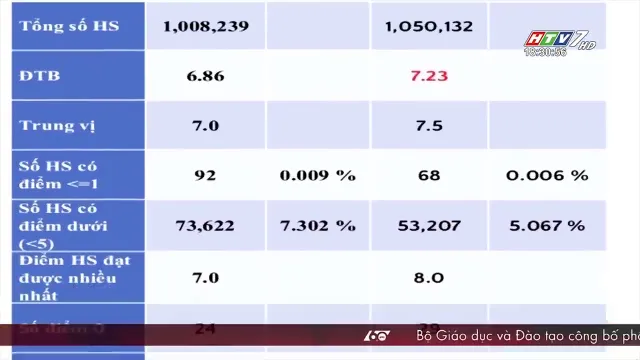 Tổng số HS 1,008,239 1,050,132
HTV7 HD
18:30:56
ĐTB 6.86 7.23
Trung vị 7.0 7.5
Số HS có
điểm <=1 92 0.009 % 68 0.006 %
Số HS có
điểm dưới 73,622 7.302 % 53,207 5.067 %
(<5)
Điểm HS đạt
được nhiều 7.0 8.0
nhất
Số điểm 0 24
60 Bộ Giáo dục và Đào tạo công bố